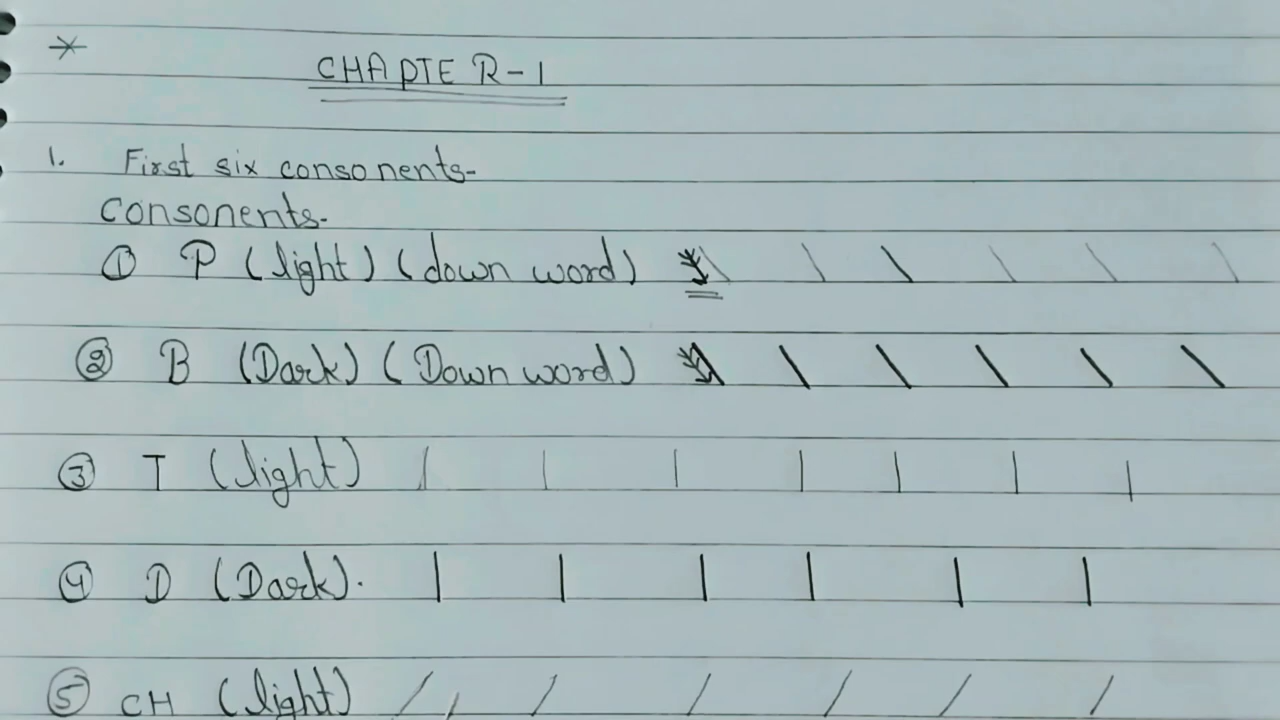 CHAPTER-1
1. First six consonents-
Consonents-
① P (light) (down word)
② B (Dark) (Down word)
③ T (light)
④ D (Dark).
⑤ CH (light)